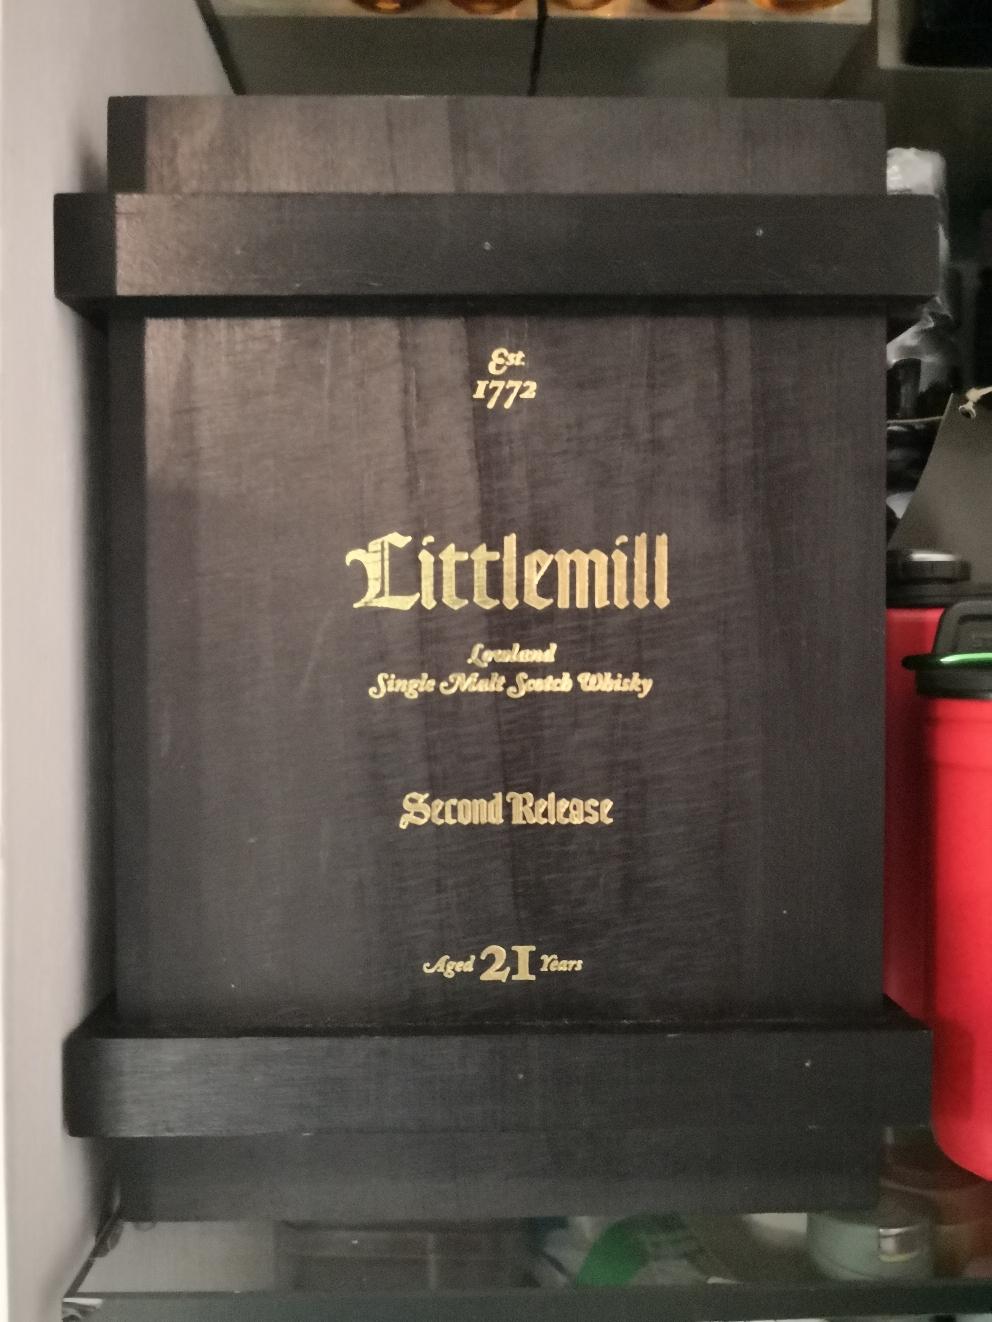 Est.
1772
Littlemill
Lowland
Single Malt Scotch Whisky
Second Release
Aged 21 Years